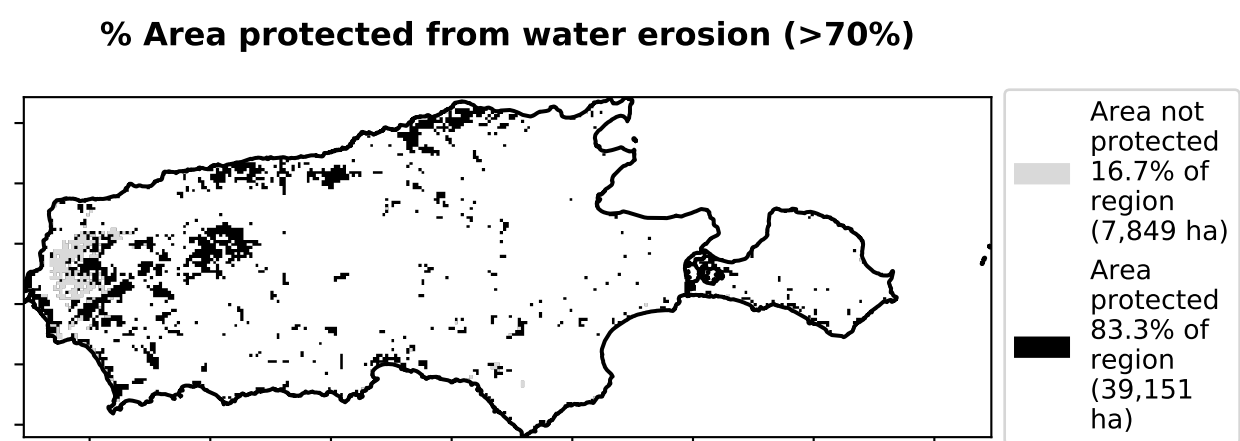 % Area protected from water erosion (>70%)
Area not
protected
16.7% of
region
(7,849 ha)
Area
protected
83.3% of
region
(39,151
ha)